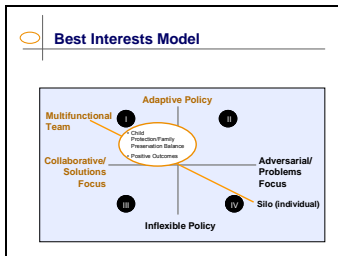 Best Interests Model
Adaptive Policy
Multifunctional
Team
I
II
• Child
Protection/Family
Preservation Balance
• Positive Outcomes
Collaborative/
Solutions
Focus
Adversarial/
Problems
Focus
III
IV
Silo (individual)
Inflexible Policy